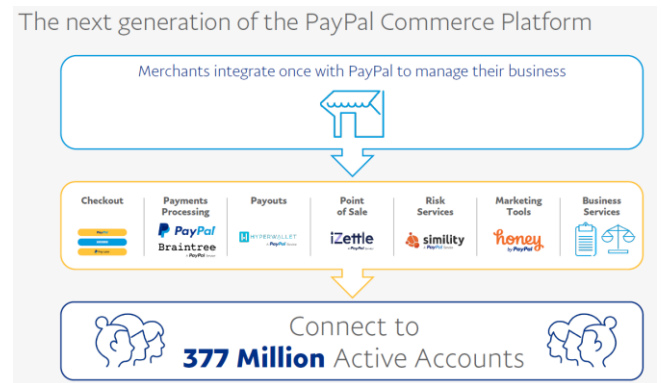 The next generation of the PayPal Commerce Platform
Merchants integrate once with PayPal to manage their business
Checkout
Payments
Processing
PayPal
Braintree
Payouts
HYPERWALLET
Point
of Sale
iZettle
Risk
Services
simility
Marketing
Tools
honey
by PayPal
Business
Services
Connect to
377 Million Active Accounts